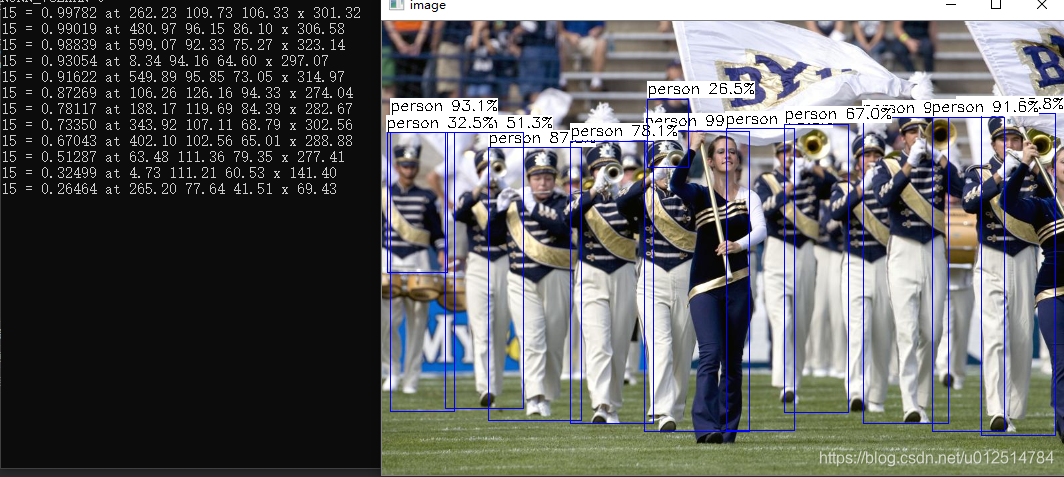 image
15 = 0.99782 at 262.23 109.73 106.33 x 301.32
15 = 0.99019 at 480.97 96.15 86.10 x 306.58
15 = 0.98839 at 599.07 92.33 75.27 x 323.14
15 = 0.93054 at 8.34 94.16 64.60 x 297.07
15 = 0.91622 at 549.89 95.85 73.05 x 314.97
15 = 0.87269 at 106.26 126.16 94.33 x 274.04
15 = 0.78117 at 188.17 119.69 84.39 x 282.67
15 = 0.73350 at 343.92 107.11 68.79 x 302.56
15 = 0.67043 at 402.10 102.56 65.01 x 288.88
15 = 0.51287 at 63.48 111.36 79.35 x 277.41
15 = 0.32499 at 4.73 111.21 60.53 x 141.40
15 = 0.26464 at 265.20 77.64 41.51 x 69.43
person 26.5%
person 93.1%
person 91.6%
.8%
person 67.0%
person 9
person 32.5%
51.3%
person 78.1%
person 99
person
person 87
https://blog.csdn.net/u012514784